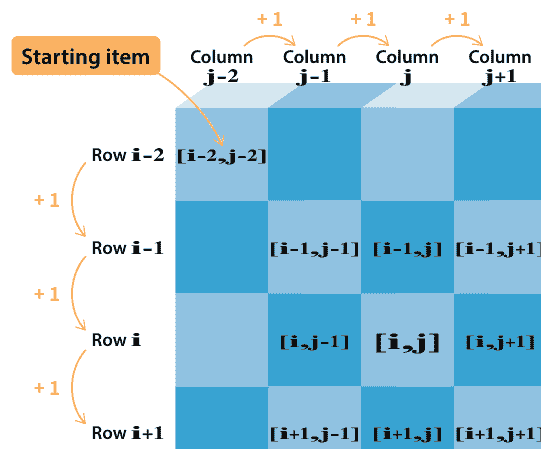 +1 +1 +1
Starting item
Column Column Column Column
j-2 j-1 j j+1
Row i-2 [i-2,j-2]
+1
Row i-1 [i-1,j-1] [i-1,j] [i-1,j+1]
+1
Row i [i,j-1] [i,j] [i,j+1]
+1
Row i+1 [i+1,j-1] [i+1,j] [i+1,j+1]